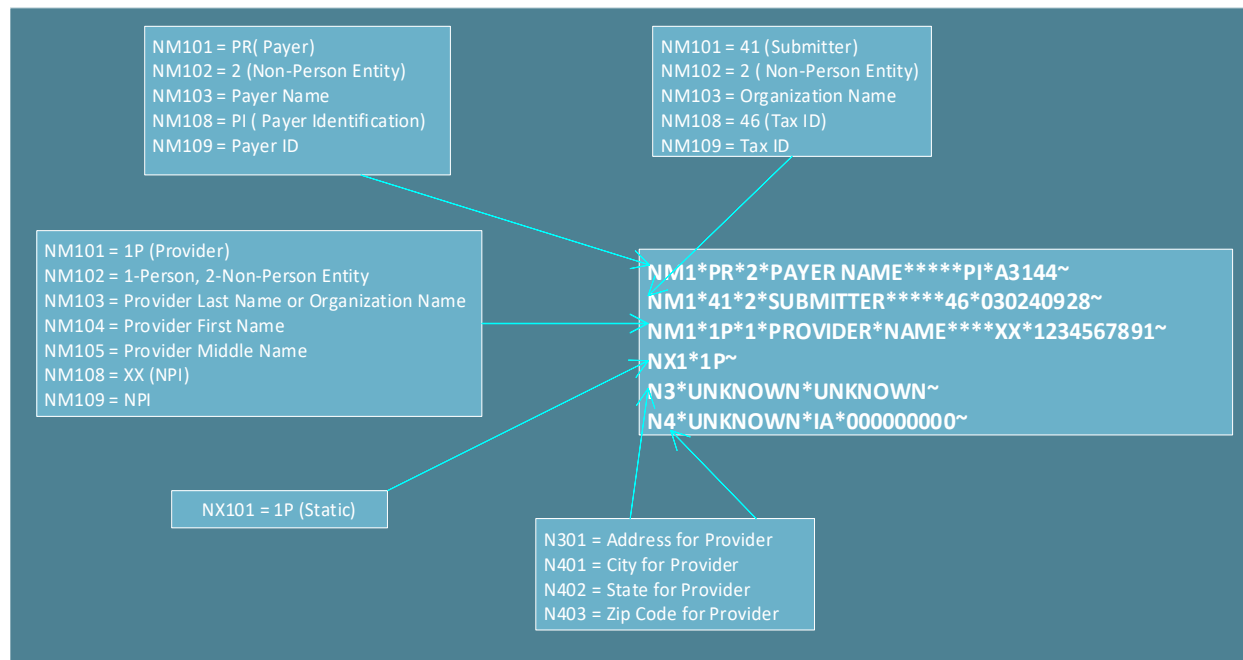 NM101 = PR( Payer)
NM102 = 2 (Non-Person Entity)
NM103 = Payer Name
NM108 = PI ( Payer Identification)
NM109 = Payer ID
NM101 = 41 (Submitter)
NM102 = 2 ( Non-Person Entity)
NM103 = Organization Name
NM108 = 46 (Tax ID)
NM109 = Tax ID
NM101 = 1P (Provider)
NM102 = 1-Person, 2-Non-Person Entity
NM103 = Provider Last Name or Organization Name
NM104 = Provider First Name
NM105 = Provider Middle Name
NM108 = XX (NPI)
NM109 = NPI
NM1*PR*2*PAYER NAME*****PI*A3144~
NM1*41*2*SUBMITTER*****46*030240928~
NM1*1P*1*PROVIDER*NAME****XX*1234567891~
NX1*1P~
N3*UNKNOWN*UNKNOWN~
N4*UNKNOWN*IA*000000000~
NX101 = 1P (Static)
N301 = Address for Provider
N401 = City for Provider
N402 = State for Provider
N403 = Zip Code for Provider